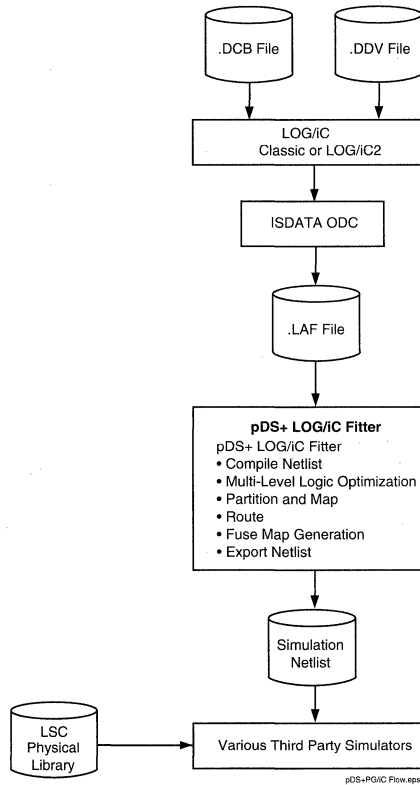 .DCB File
.DDV File
LOG/iC
Classic or LOG/iC2
ISDATA ODC
.LAF File
pDS+ LOG/iC Fitter
pDS+ LOG/iC Fitter
• Compile Netlist
• Multi-Level Logic Optimization
• Partition and Map
• Route
• Fuse Map Generation
• Export Netlist
Simulation
Netlist
LSC
Physical
Library
Various Third Party Simulators
pDS+PG/iC Flow.eps